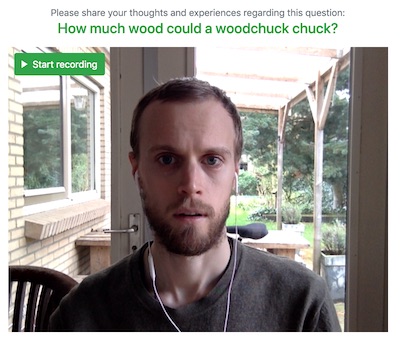 Please share your thoughts and experiences regarding this question:
How much wood could a woodchuck chuck?
Start recording